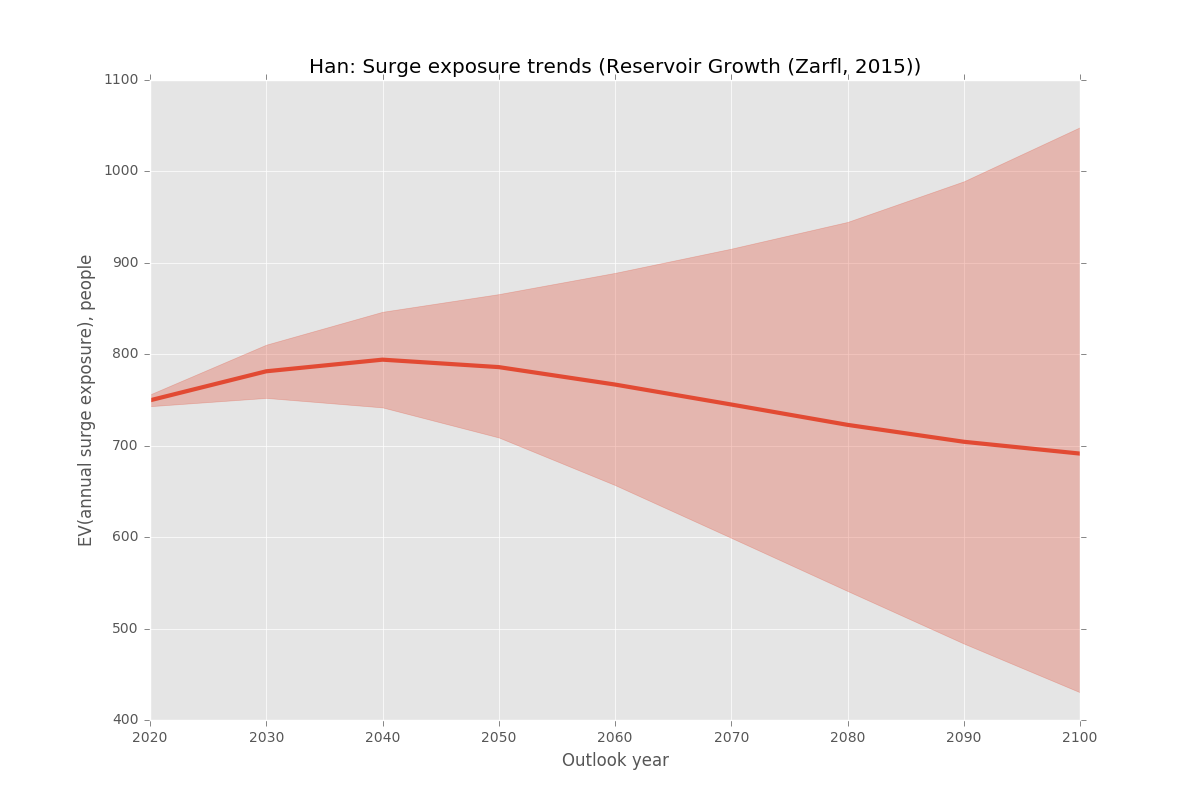 Han: Surge exposure trends (Reservoir Growth (Zarfl, 2015))
1100
1000
900
800
700
600
500
400
EV(annual surge exposure), people
2020 2030 2040 2050 2060 2070 2080 2090 2100
Outlook year